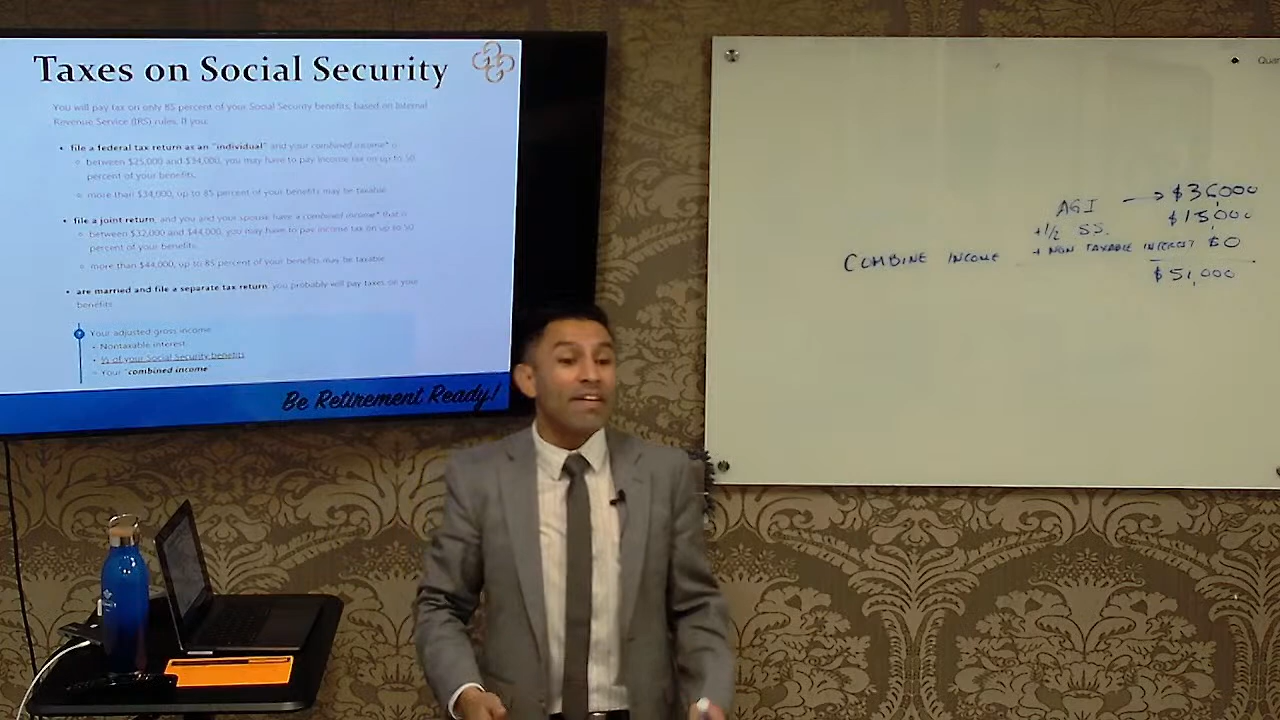 Taxes on Social Security
You will pay tax on only 85 percent of your Social Security benefits, based on Internal
Revenue Service (IRS) rules, if you:
• file a federal tax return as an "individual" and your combined income* is
○ between $25,000 and $34,000, you may have to pay income tax on up to 50
percent of your benefits.
○ more than $34,000, up to 85 percent of your benefits may be taxable.
• file a joint return, and you and your spouse have a combined income* that is
○ between $32,000 and $44,000, you may have to pay income tax on up to 50
percent of your benefits.
○ more than $44,000, up to 85 percent of your benefits may be taxable.
• are married and file a separate tax return, you probably will pay taxes on your
benefits.
Your adjusted gross income
+ Nontaxable interest
+ ½ of your Social Security benefits
= Your "combined income"
Be Retirement Ready!
AGI → $36,000
+ 1/2 SS. $15,000
+ NON TAXABLE INTEREST $0
COMBINE INCOME
$51,000